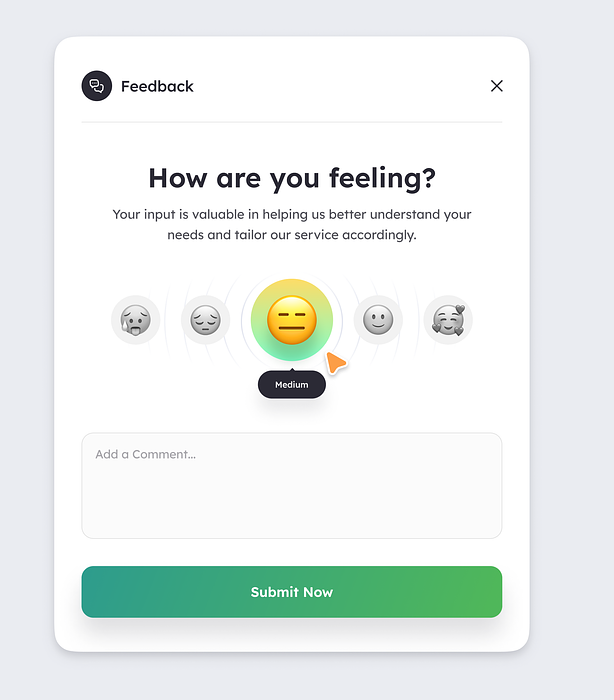 Feedback
How are you feeling?
Your input is valuable in helping us better understand your
needs and tailor our service accordingly.
Medium
Add a Comment...
Submit Now